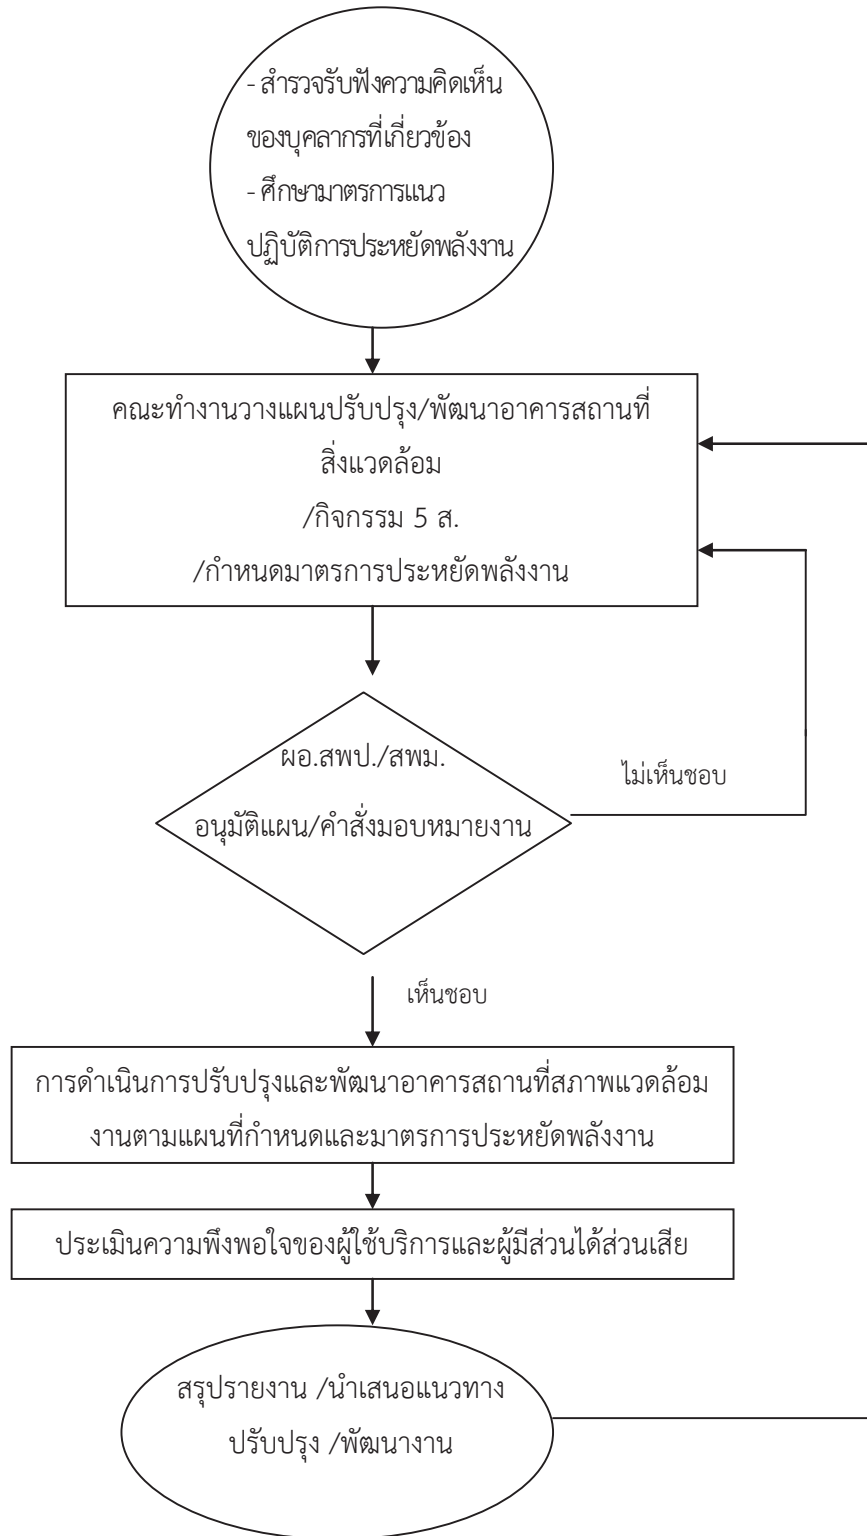 - สำรวจรับฟังความคิดเห็น
ของบุคลากรที่เกี่ยวข้อง
- ศึกษามาตรการแนว
ปฏิบัติการประหยัดพลังงาน
คณะทำงานวางแผนปรับปรุง/พัฒนาอาคารสถานที่
สิ่งแวดล้อม
/กิจกรรม 5 ส.
/กำหนดมาตรการประหยัดพลังงาน
ผอ.สพป./สพม.
อนุมัติแผน/คำสั่งมอบหมายงาน
ไม่เห็นชอบ
เห็นชอบ
การดำเนินการปรับปรุงและพัฒนาอาคารสถานที่สภาพแวดล้อม
งานตามแผนที่กำหนดและมาตรการประหยัดพลังงาน
ประเมินความพึงพอใจของผู้ใช้บริการและผู้มีส่วนได้ส่วนเสีย
สรุปรายงาน /นำเสนอแนวทาง
ปรับปรุง /พัฒนางาน